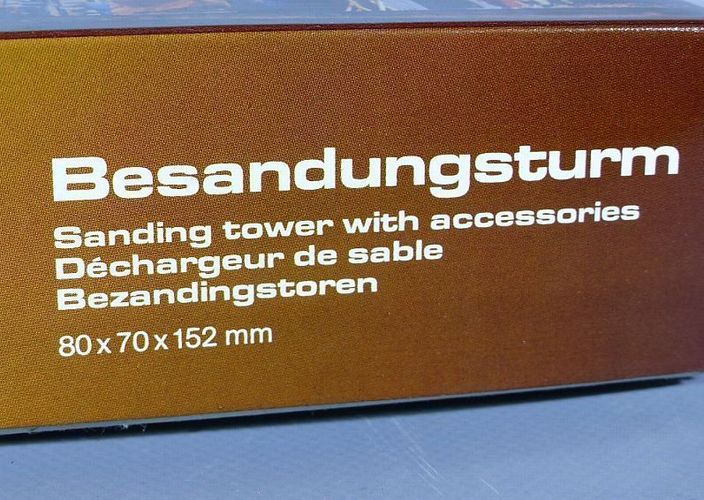 Besandungsturm
Sanding tower with accessories
Déchargeur de sable
Bezandingstoren
80 x 70 x 152 mm